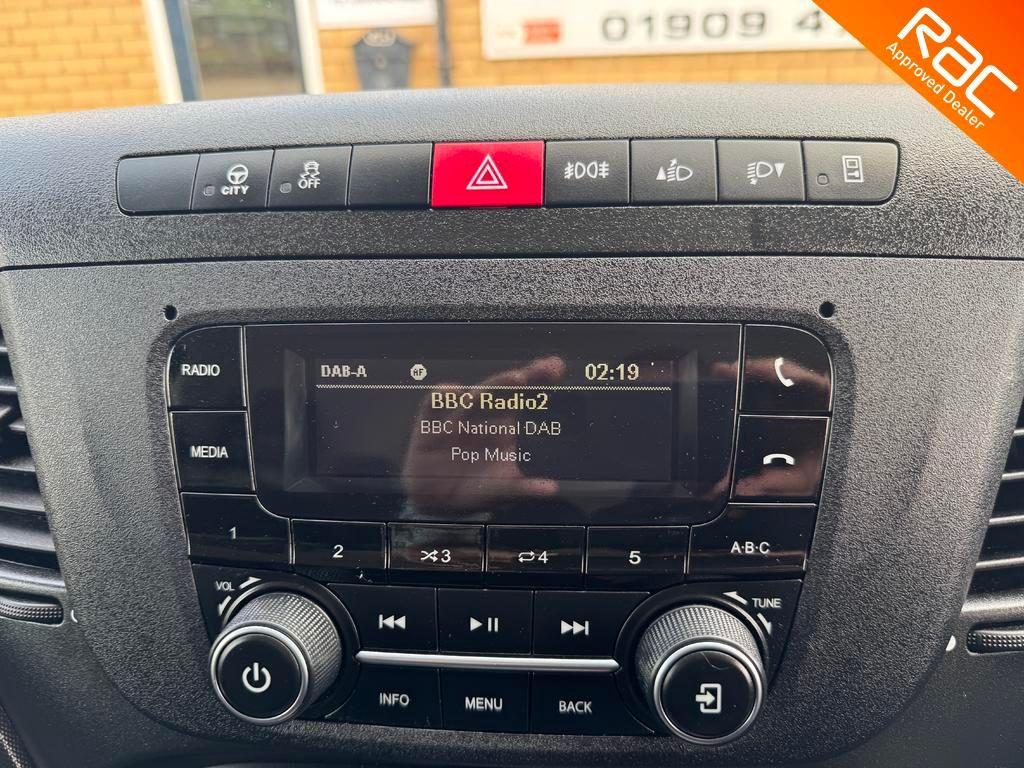 01909 4
RAC
Approved Dealer
CITY
OFF
RADIO
DAB-A AF 02:19
BBC Radio2
BBC National DAB
Pop Music
MEDIA
1 2 3 4 5 A·B·C
VOL
TUNE
INFO MENU BACK